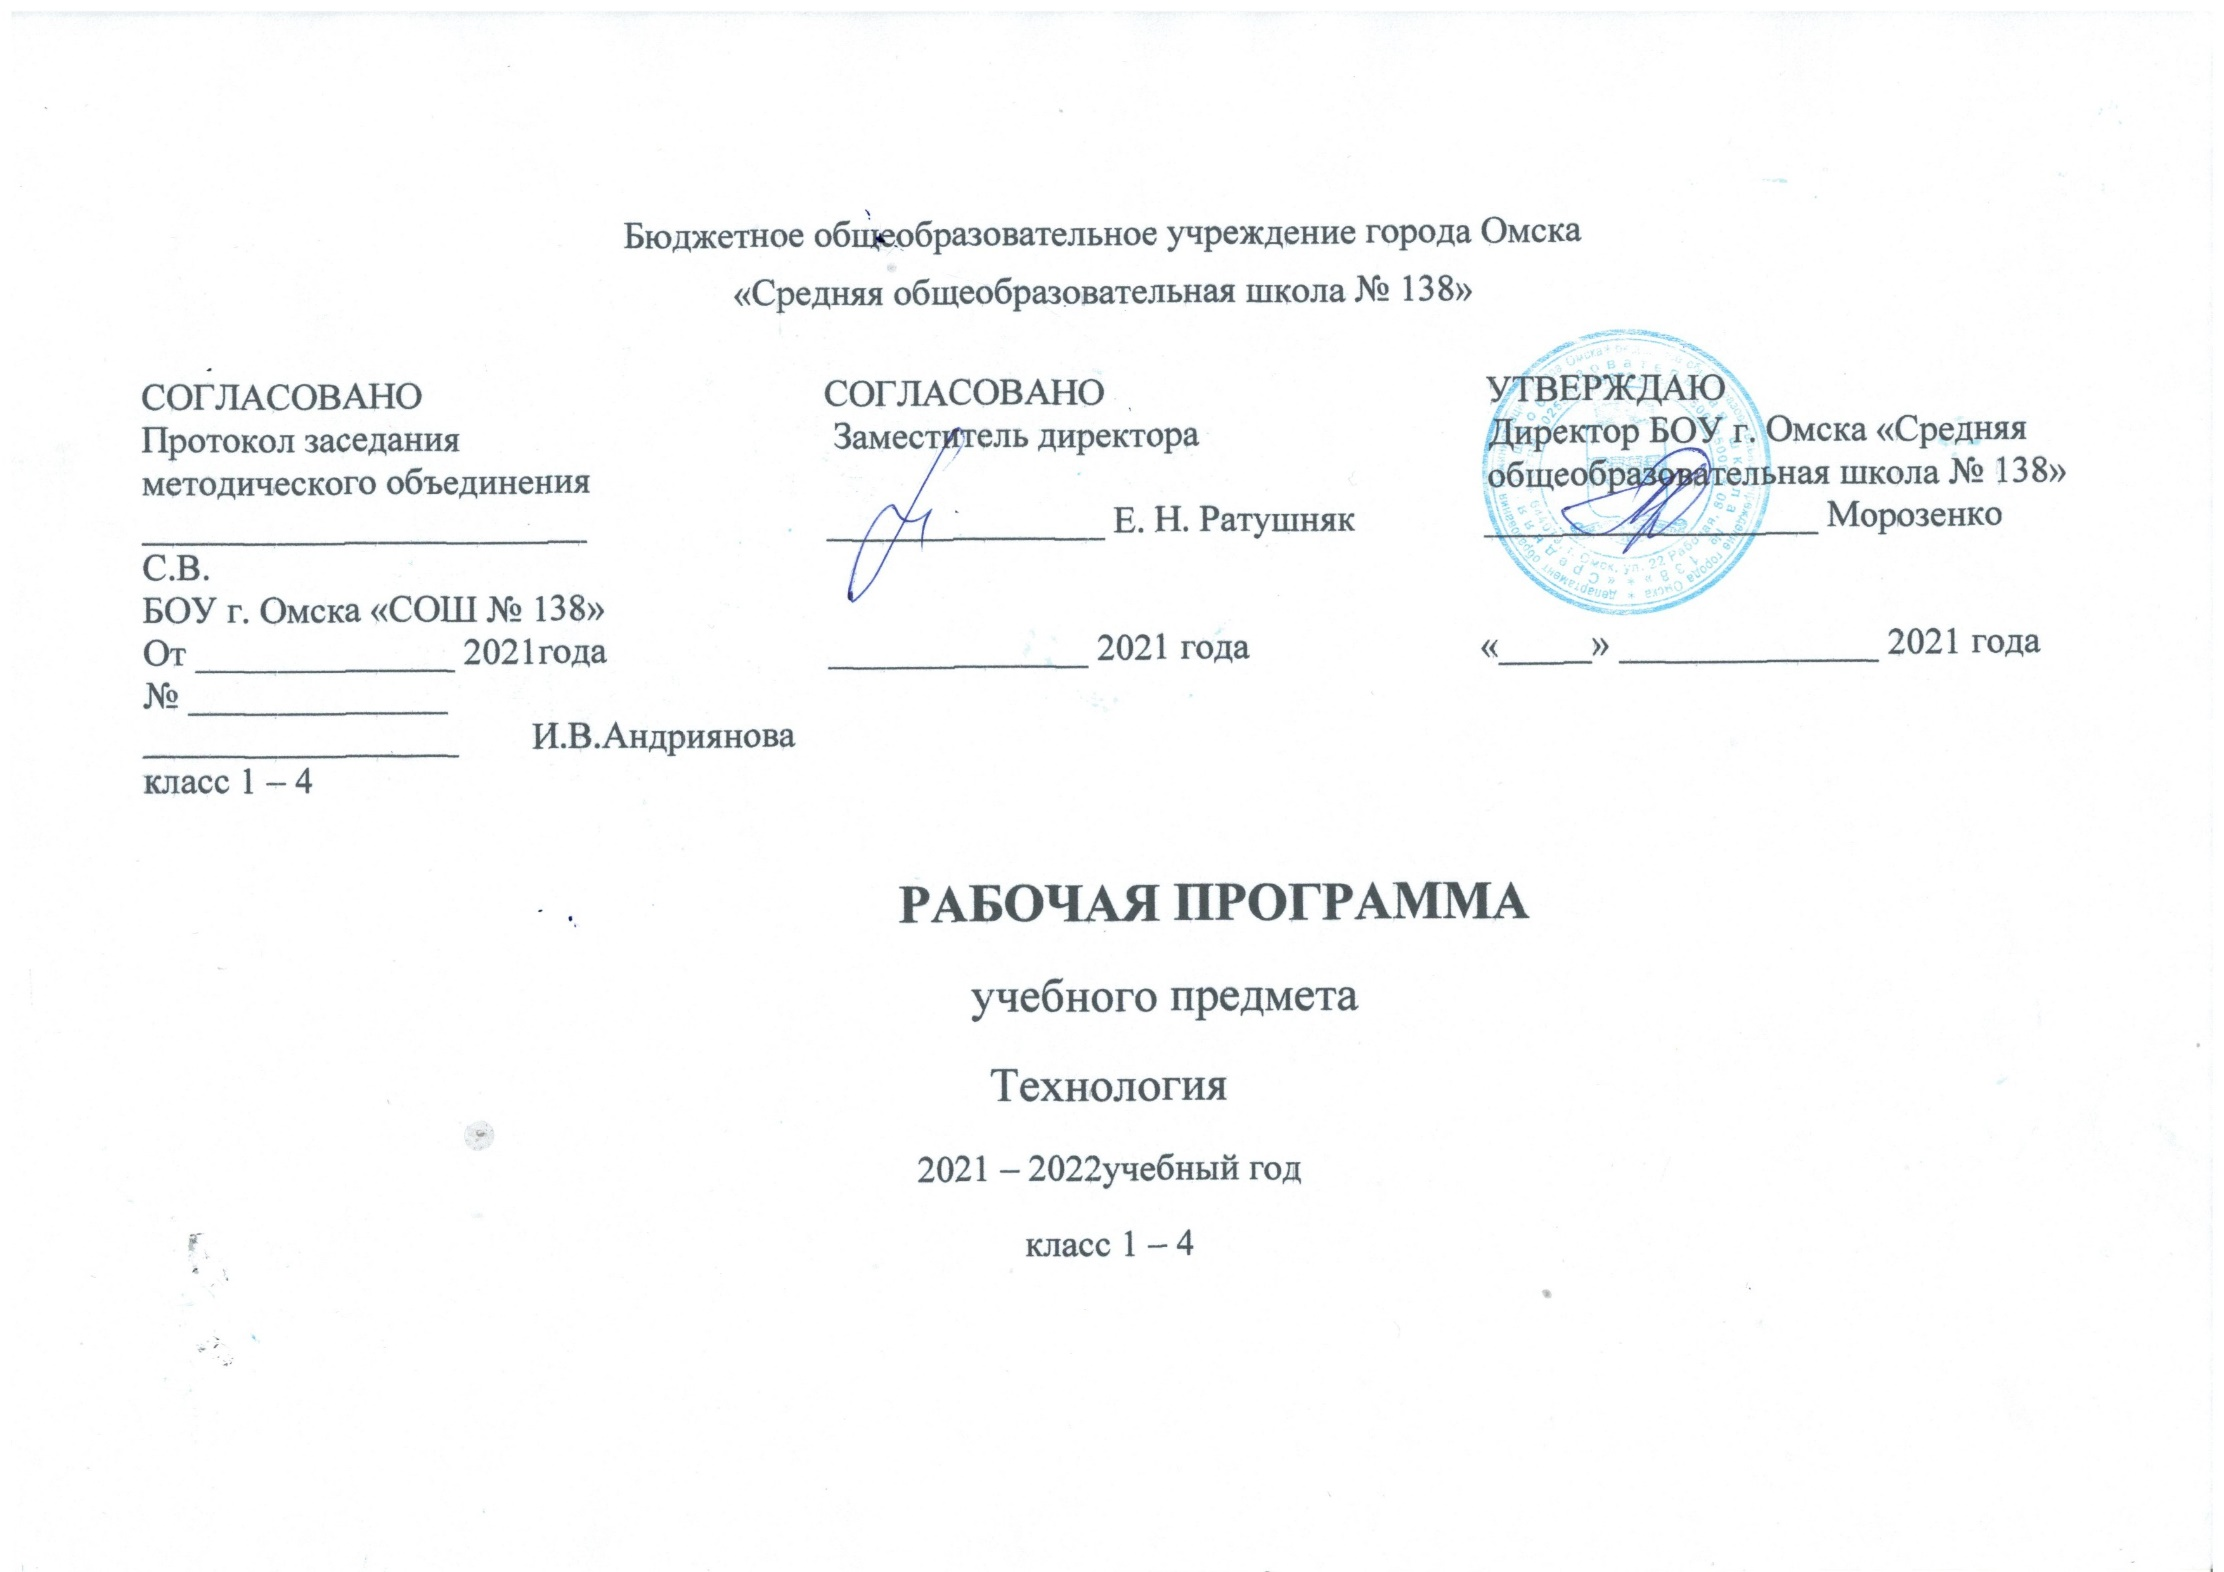 Бюджетное общеобразовательное учреждение города Омска
«Средняя общеобразовательная школа № 138»
СОГЛАСОВАНО
Протокол заседания
методического объединения
________________________
С.В.
БОУ г. Омска «СОШ № 138»
От ______________ 2021года
№ ______________
_________________ И.В.Андриянова
класс 1 – 4
СОГЛАСОВАНО
Заместитель директора
_______________ Е. Н. Ратушняк
______________ 2021 года
УТВЕРЖДАЮ
Директор БОУ г. Омска «Средняя
общеобразовательная школа № 138»
__________________ Морозенко
«_____» ______________ 2021 года
РАБОЧАЯ ПРОГРАММА
учебного предмета
Технология
2021 – 2022учебный год
класс 1 – 4